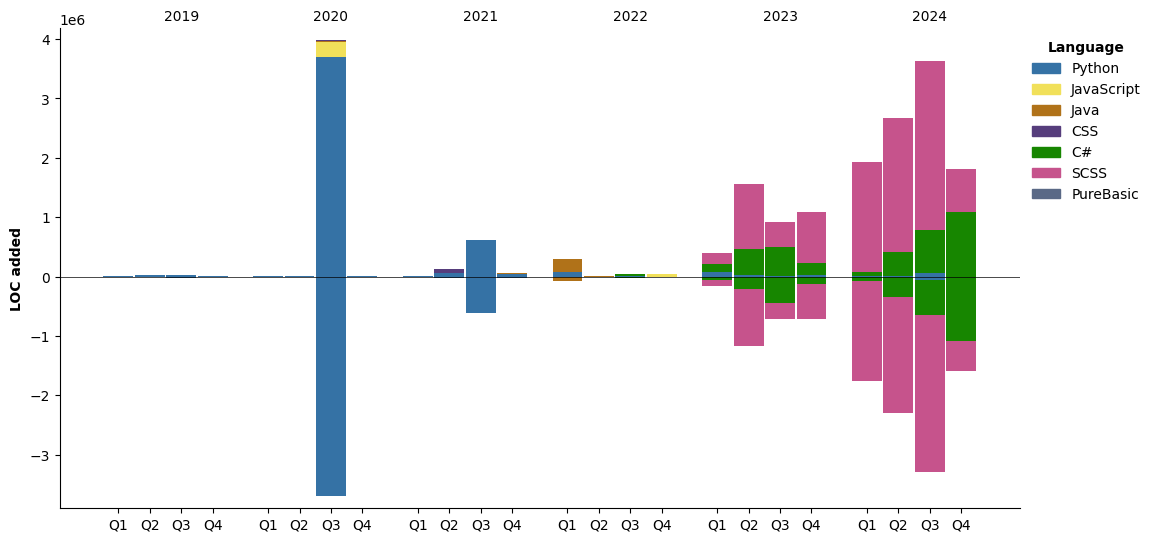 1e6
2019 2020 2021 2022 2023 2024
LOC added
4
3
2
1
0
−1
−2
−3
Q1 Q2 Q3 Q4 Q1 Q2 Q3 Q4 Q1 Q2 Q3 Q4 Q1 Q2 Q3 Q4 Q1 Q2 Q3 Q4 Q1 Q2 Q3 Q4
Language
Python
JavaScript
Java
CSS
C#
SCSS
PureBasic